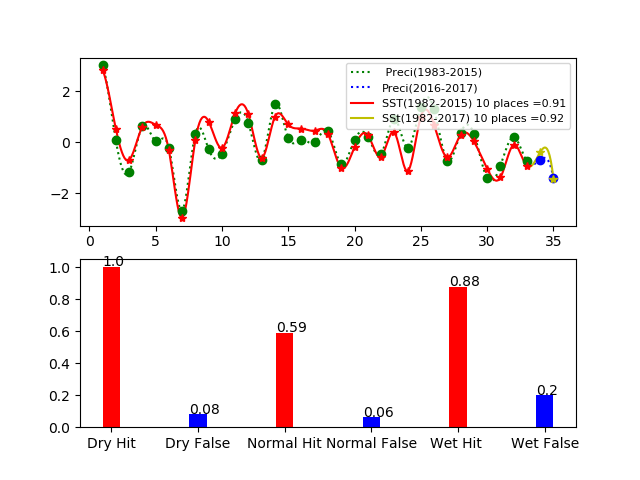 2
0
−2
Preci(1983-2015)
Preci(2016-2017)
SST(1982-2015) 10 places =0.91
SST(1982-2017) 10 places =0.92
0 5 10 15 20 25 30 35
1.0
0.8
0.6
0.4
0.2
0.0
1.0
0.08
0.59
0.06
0.88
0.2
Dry Hit Dry False Normal Hit Normal False Wet Hit Wet False